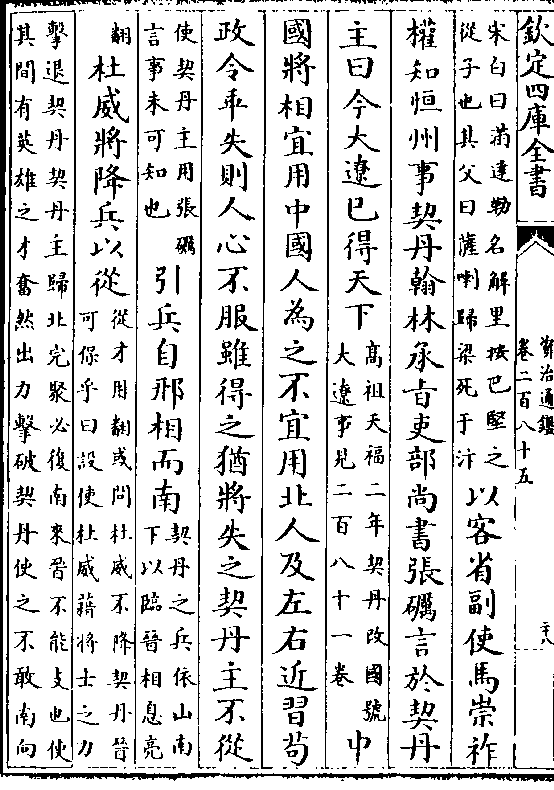 欽定四庫全書
資治通鑑
卷二百八十五
宋白曰滿達勒名解里按巴堅之
從子也其父曰薩喇歸梁死于汴
以客省副使馬崇祚
權知恒州事契丹翰林承旨吏部尚書張礪言於契丹
主曰今大遼已得天下
高祖天福二年契丹改國號
大遼事見二百八十一卷
中
國將相宜用中國人為之不宜用北人及左右近習苟
政令乖失則人心不服雖得之猶將失之契丹主不從
使契丹主用張礪
言事未可知也
引兵自邢相而南
契丹之兵依山南
下以臨晉相息亮
翻
杜威將降兵以從
從才用翻或問杜威不降契丹晉
可保乎曰設使杜威藉將士之力
擊退契丹契丹主歸北完聚必復南來晉不能支也使
其間有英雄之才奮然出力擊破契丹使之不敢南向